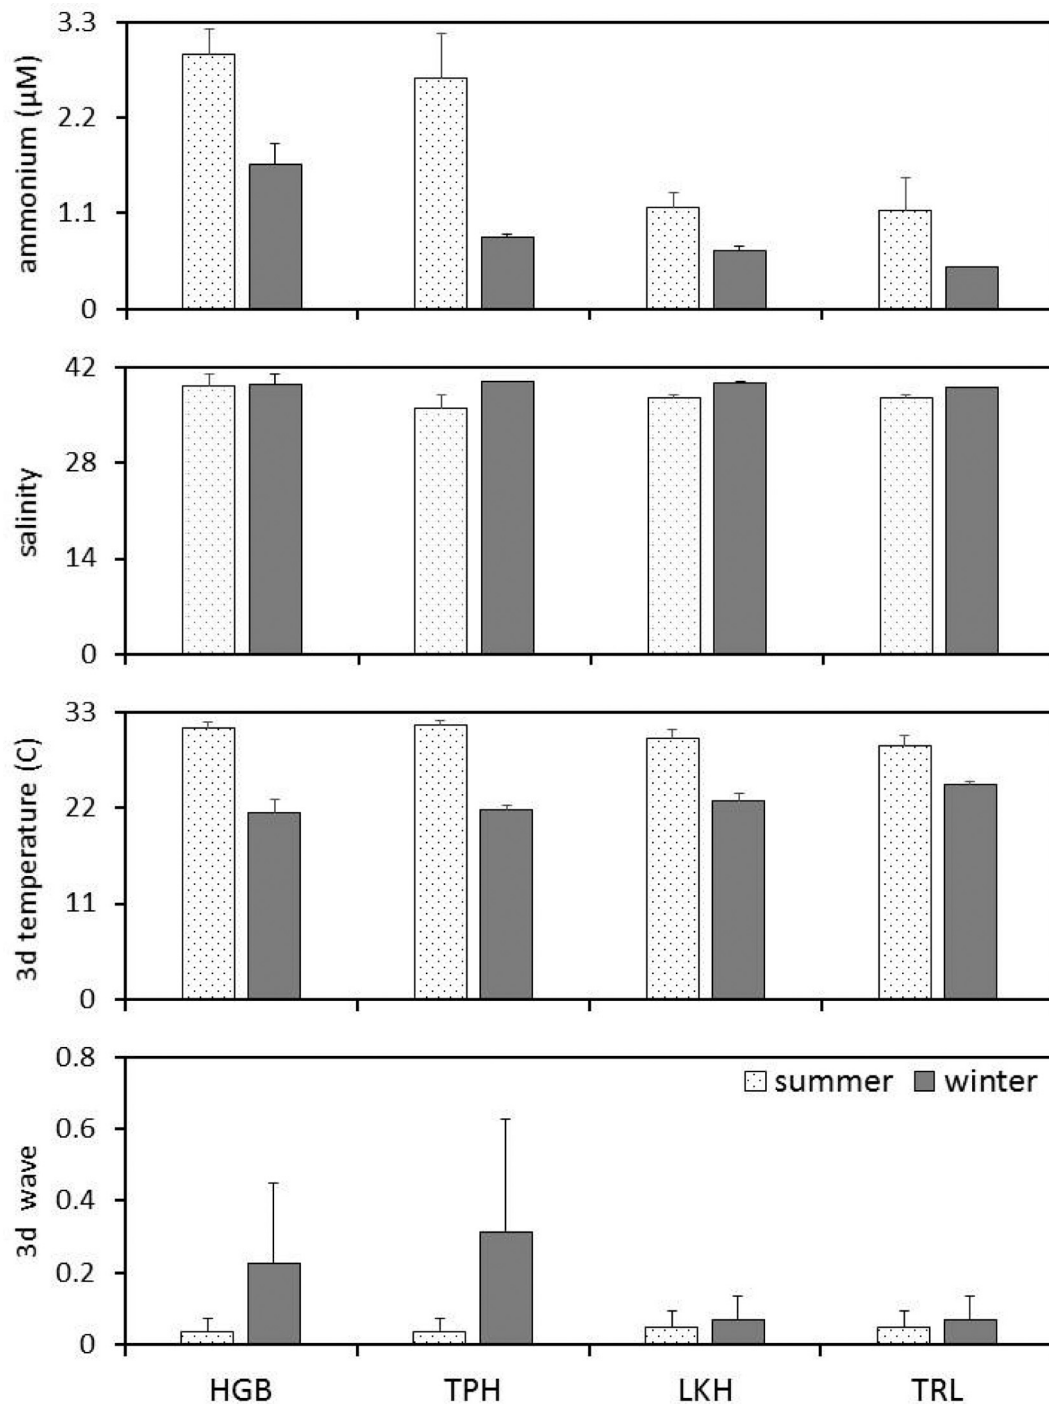 ammonium (µM)
3.3
2.2
1.1
0
salinity
42
28
14
0
3d temperature (C)
33
22
11
0
3d wave
0.8
0.6
0.4
0.2
0
summer winter
HGB TPH LKH TRL